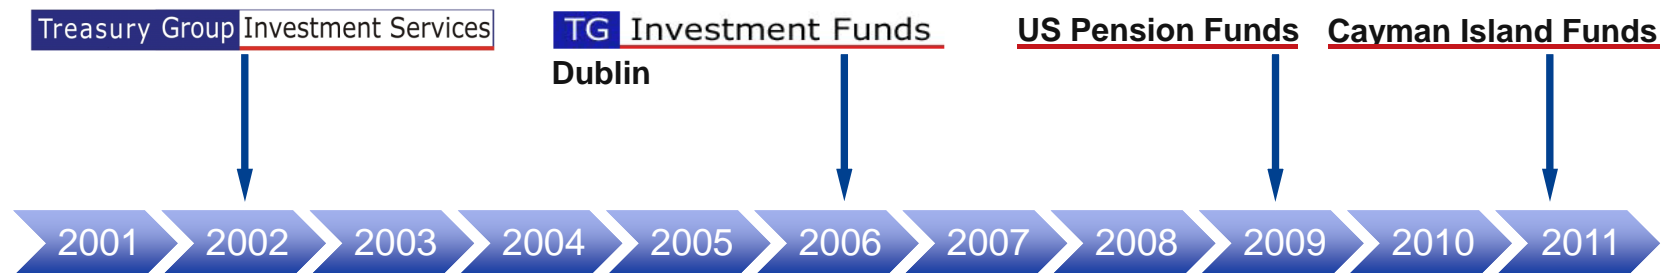 Treasury Group Investment Services
TG Investment Funds
Dublin
US Pension Funds
Cayman Island Funds
2001 2002 2003 2004 2005 2006 2007 2008 2009 2010 2011